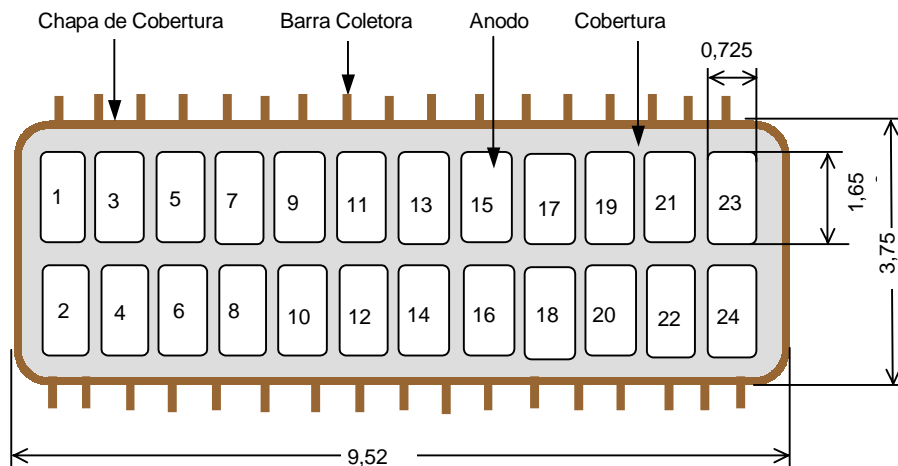 Chapa de Cobertura
Barra Coletora
Anodo
Cobertura
0,725
1 3 5 7 9 11 13 15 17 19 21 23
1,65
3,75
2 4 6 8 10 12 14 16 18 20 22 24
9,52